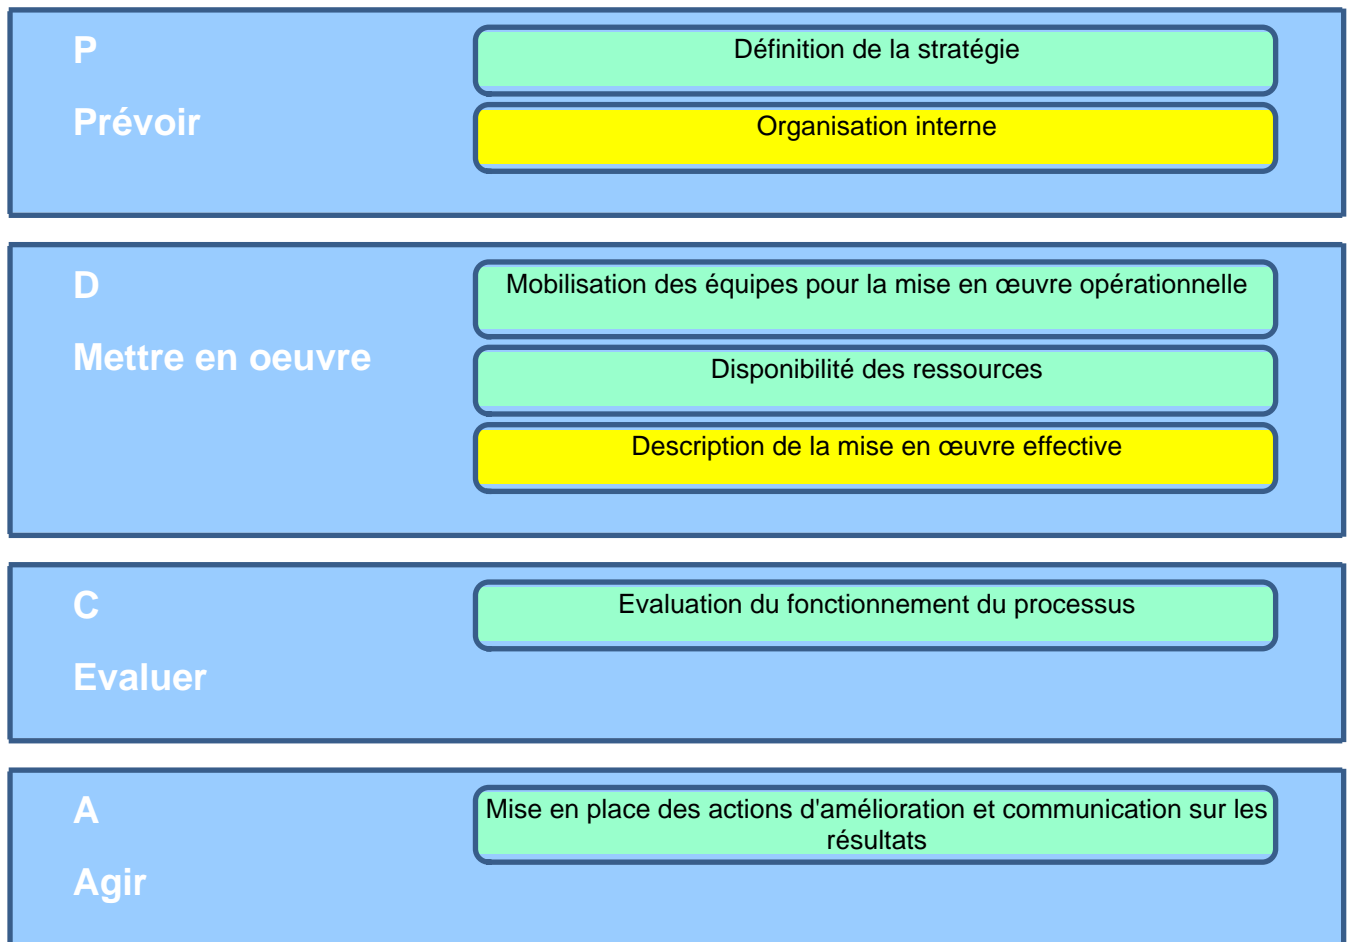 P
Prévoir
Définition de la stratégie
Organisation interne
D
Mettre en oeuvre
Mobilisation des équipes pour la mise en œuvre opérationnelle
Disponibilité des ressources
Description de la mise en œuvre effective
C
Evaluer
Evaluation du fonctionnement du processus
A
Agir
Mise en place des actions d'amélioration et communication sur les
résultats